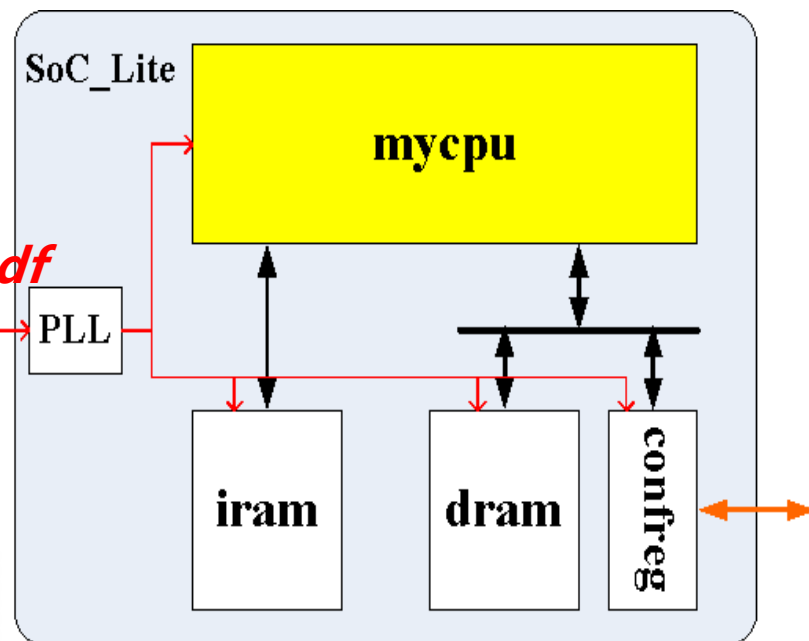 SoC_Lite
mycpu
df
PLL
iram
dram
confreg